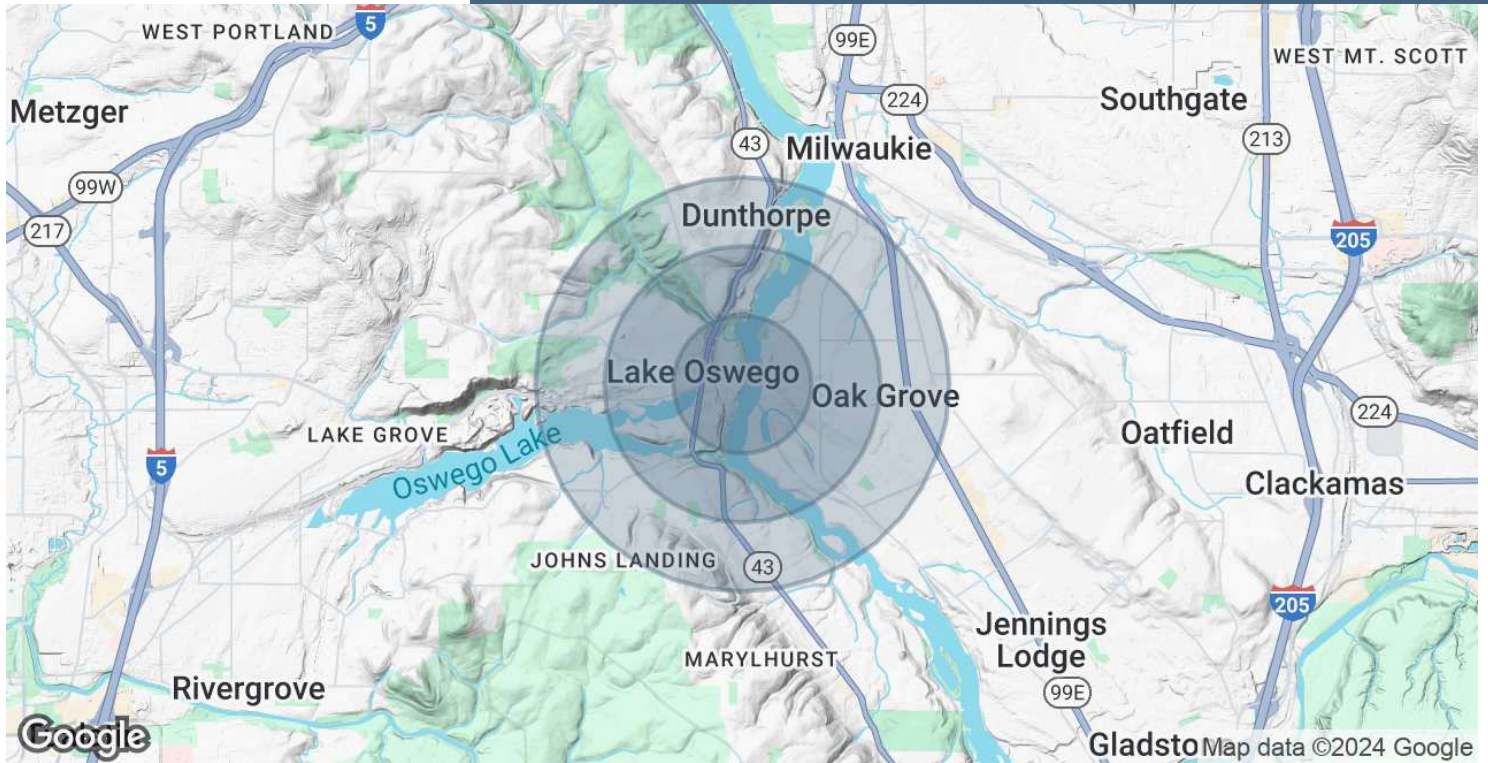 WEST PORTLAND
5
99E
WEST MT. SCOTT
Metzger
224
Southgate
213
43
Milwaukie
99W
217
Dunthorpe
205
Lake Oswego
Oak Grove
224
LAKE GROVE
Oatfield
5
Oswego Lake
Clackamas
JOHNS LANDING
43
205
Jennings
Lodge
MARYLHURST
99E
Rivergrove
Google
Map data ©2024 Google